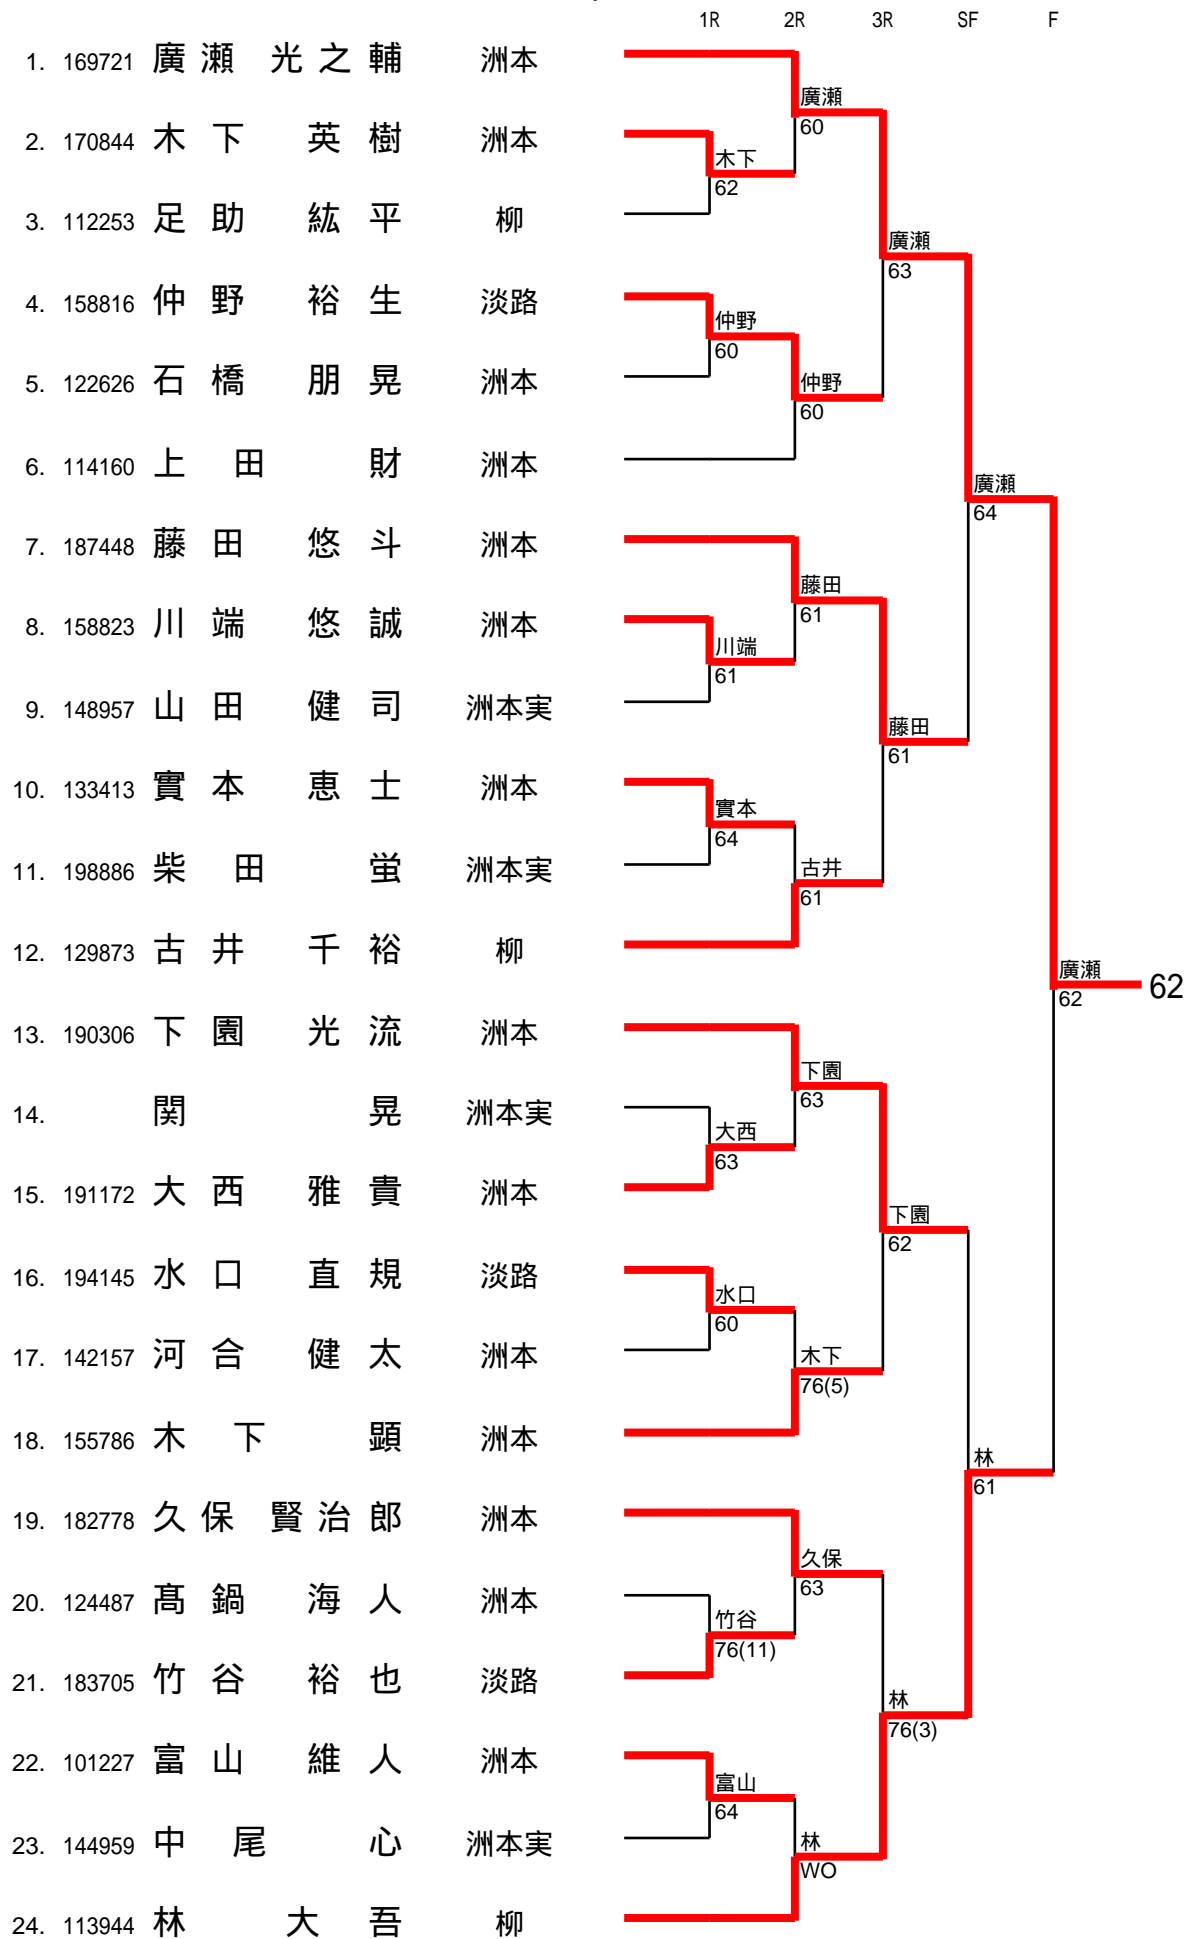 1R 2R 3R SF F
1. 169721 廣瀬 光之輔 洲本
廣瀬
60
2. 170844 木下 英樹 洲本
木下
62
3. 112253 足助 紘平 柳
廣瀬
63
4. 158816 仲野 裕生 淡路
仲野
60
5. 122626 石橋 朋晃 洲本
仲野
60
6. 114160 上田 財 洲本
廣瀬
64
7. 187448 藤田 悠斗 洲本
藤田
61
8. 158823 川端 悠誠 洲本
川端
61
9. 148957 山田 健司 洲本実
藤田
61
10. 133413 實本 恵士 洲本
實本
64
11. 198886 柴田 蛍 洲本実
古井
61
12. 129873 古井 千裕 柳
廣瀬
62
62
13. 190306 下園 光流 洲本
下園
63
14. 関 晃 洲本実
大西
63
15. 191172 大西 雅貴 洲本
下園
62
16. 194145 水口 直規 淡路
水口
60
17. 142157 河合 健太 洲本
木下
76(5)
18. 155786 木下 顕 洲本
林
61
19. 182778 久保 賢治郎 洲本
久保
63
20. 124487 髙鍋 海人 洲本
竹谷
76(11)
21. 183705 竹谷 裕也 淡路
林
76(3)
22. 101227 富山 維人 洲本
富山
64
23. 144959 中尾 心 洲本実
林
WO
24. 113944 林 大吾 柳